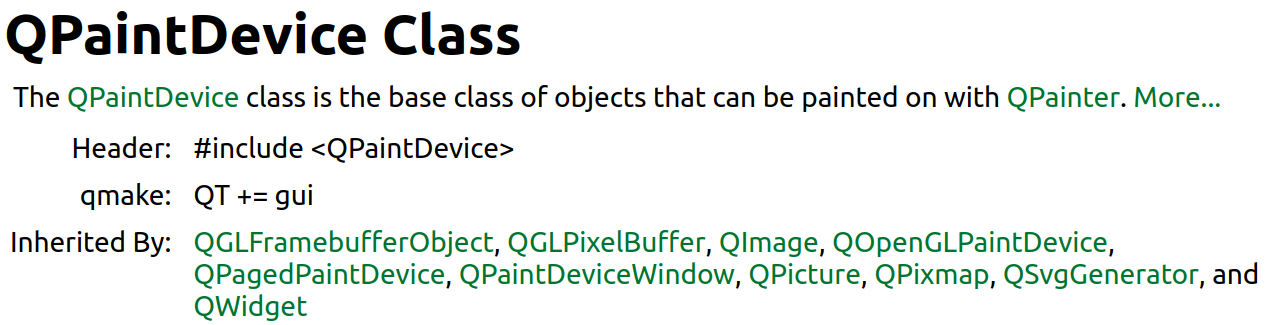 QPaintDevice Class
The QPaintDevice class is the base class of objects that can be painted on with QPainter. More...
Header: #include <QPaintDevice>
qmake: QT += gui
Inherited By: QGLFramebufferObject, QGLPixelBuffer, QImage, QOpenGLPaintDevice,
QPagedPaintDevice, QPaintDeviceWindow, QPicture, QPixmap, QSvgGenerator, and
QWidget